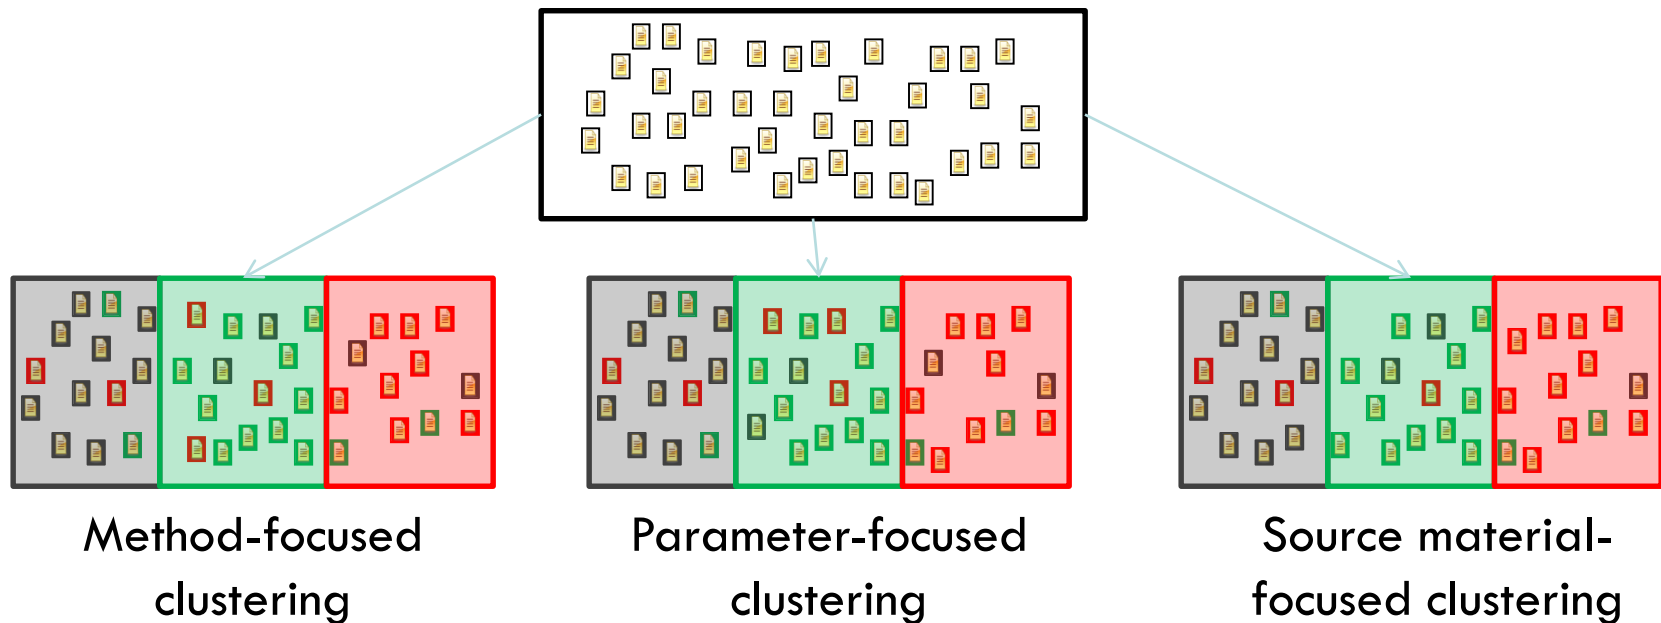 Method-focused
clustering
Parameter-focused
clustering
Source material-
focused clustering